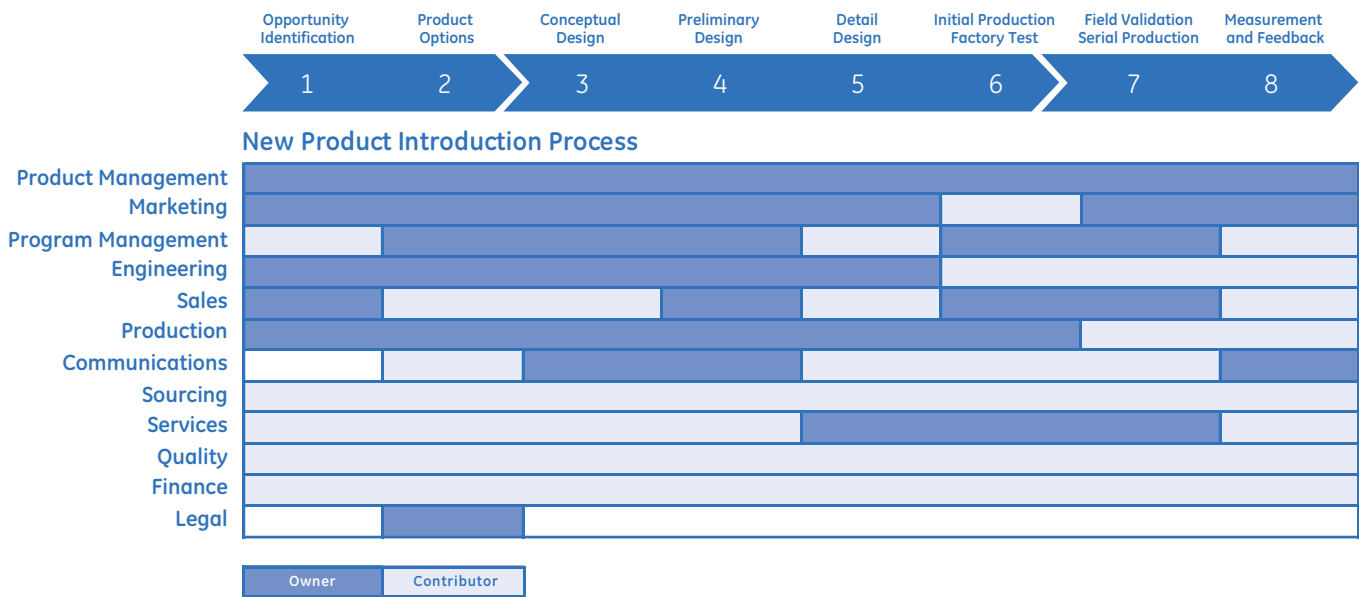 Opportunity
Identification
Product
Options
Conceptual
Design
Preliminary
Design
Detail
Design
Initial Production
Factory Test
Field Validation
Serial Production
Measurement
and Feedback
1
2
3
4
5
6
7
8
New Product Introduction Process
Product Management
Marketing
Program Management
Engineering
Sales
Production
Communications
Sourcing
Services
Quality
Finance
Legal
Owner
Contributor